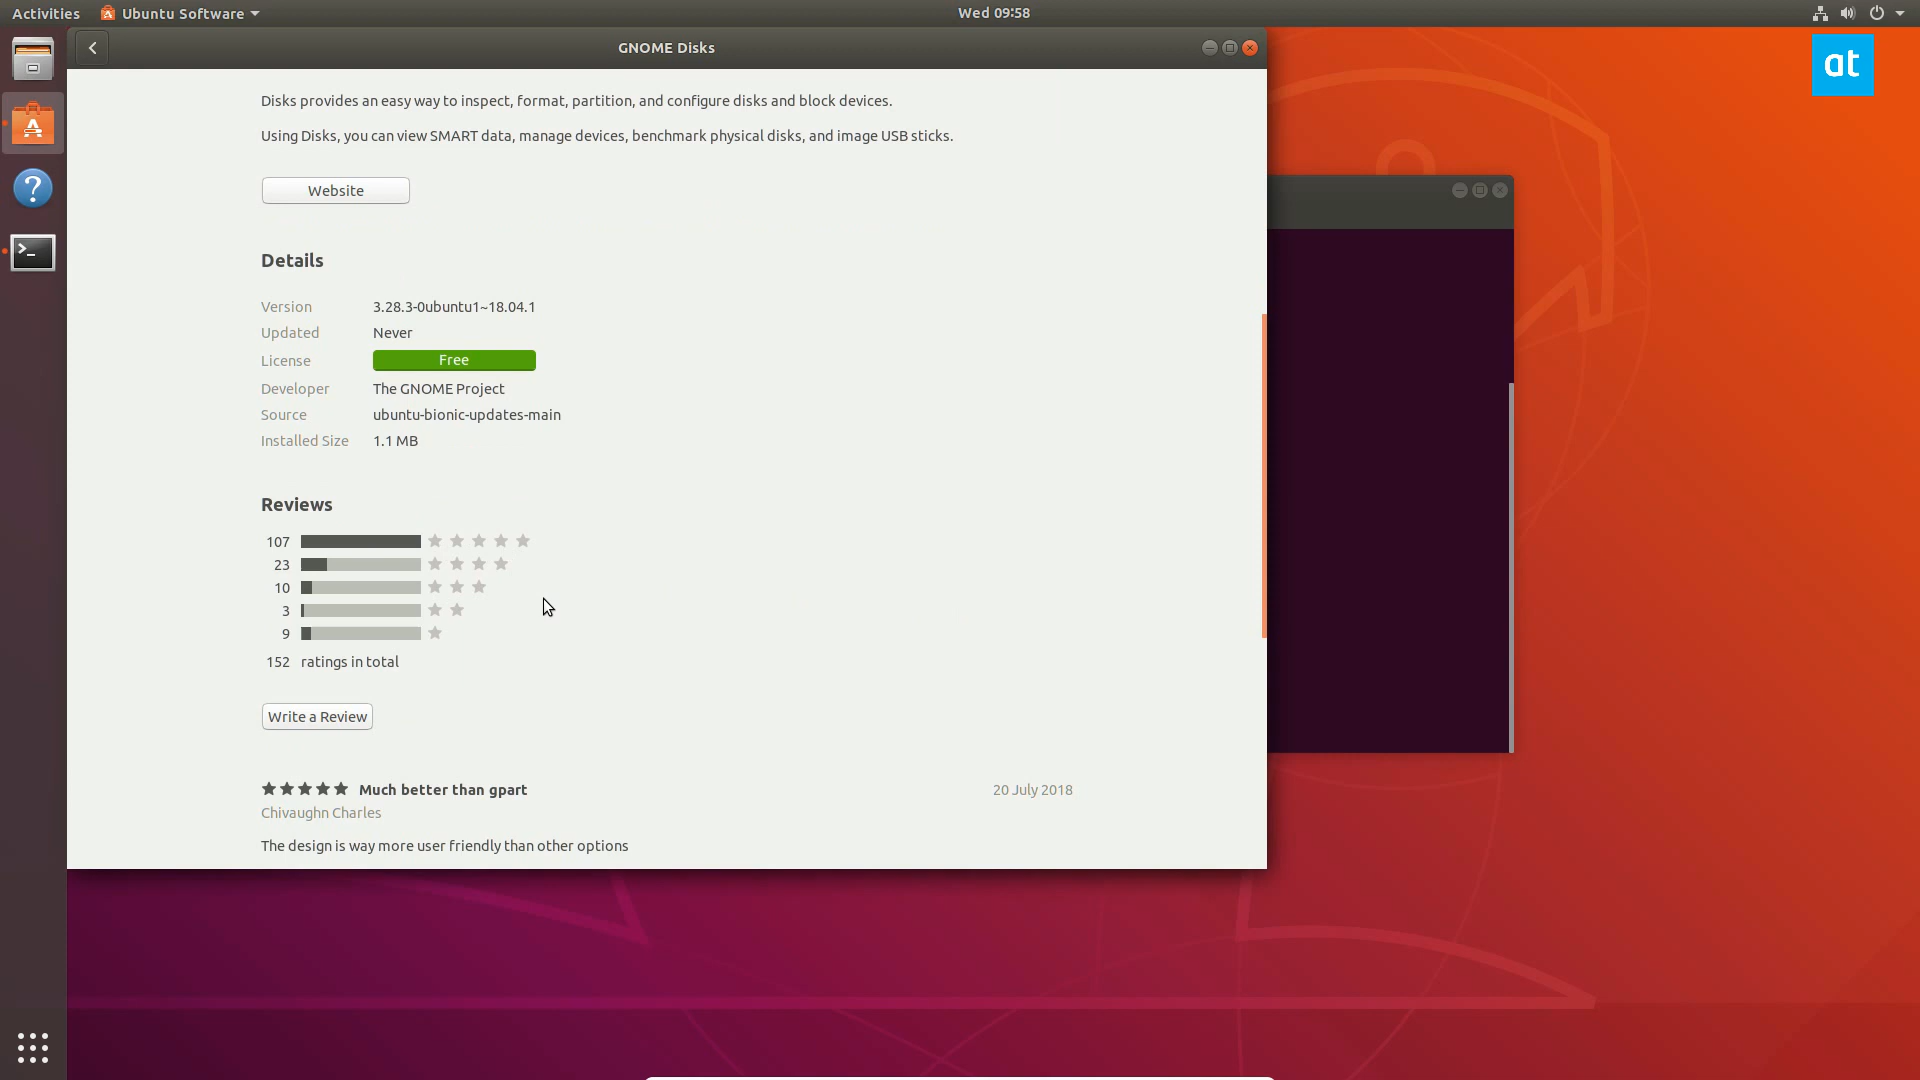 Activities
Ubuntu Software
Wed 09:58
GNOME Disks
at
Disks provides an easy way to inspect, format, partition, and configure disks and block devices.
Using Disks, you can view SMART data, manage devices, benchmark physical disks, and image USB sticks.
Website
Details
Version 3.28.3-0ubuntu1~18.04.1
Updated Never
License Free
Developer The GNOME Project
Source ubuntu-bionic-updates-main
Installed Size 1.1 MB
Reviews
107
23
10
3
9
152 ratings in total
Write a Review
Much better than gpart 20 July 2018
Chivaughn Charles
The design is way more user friendly than other options